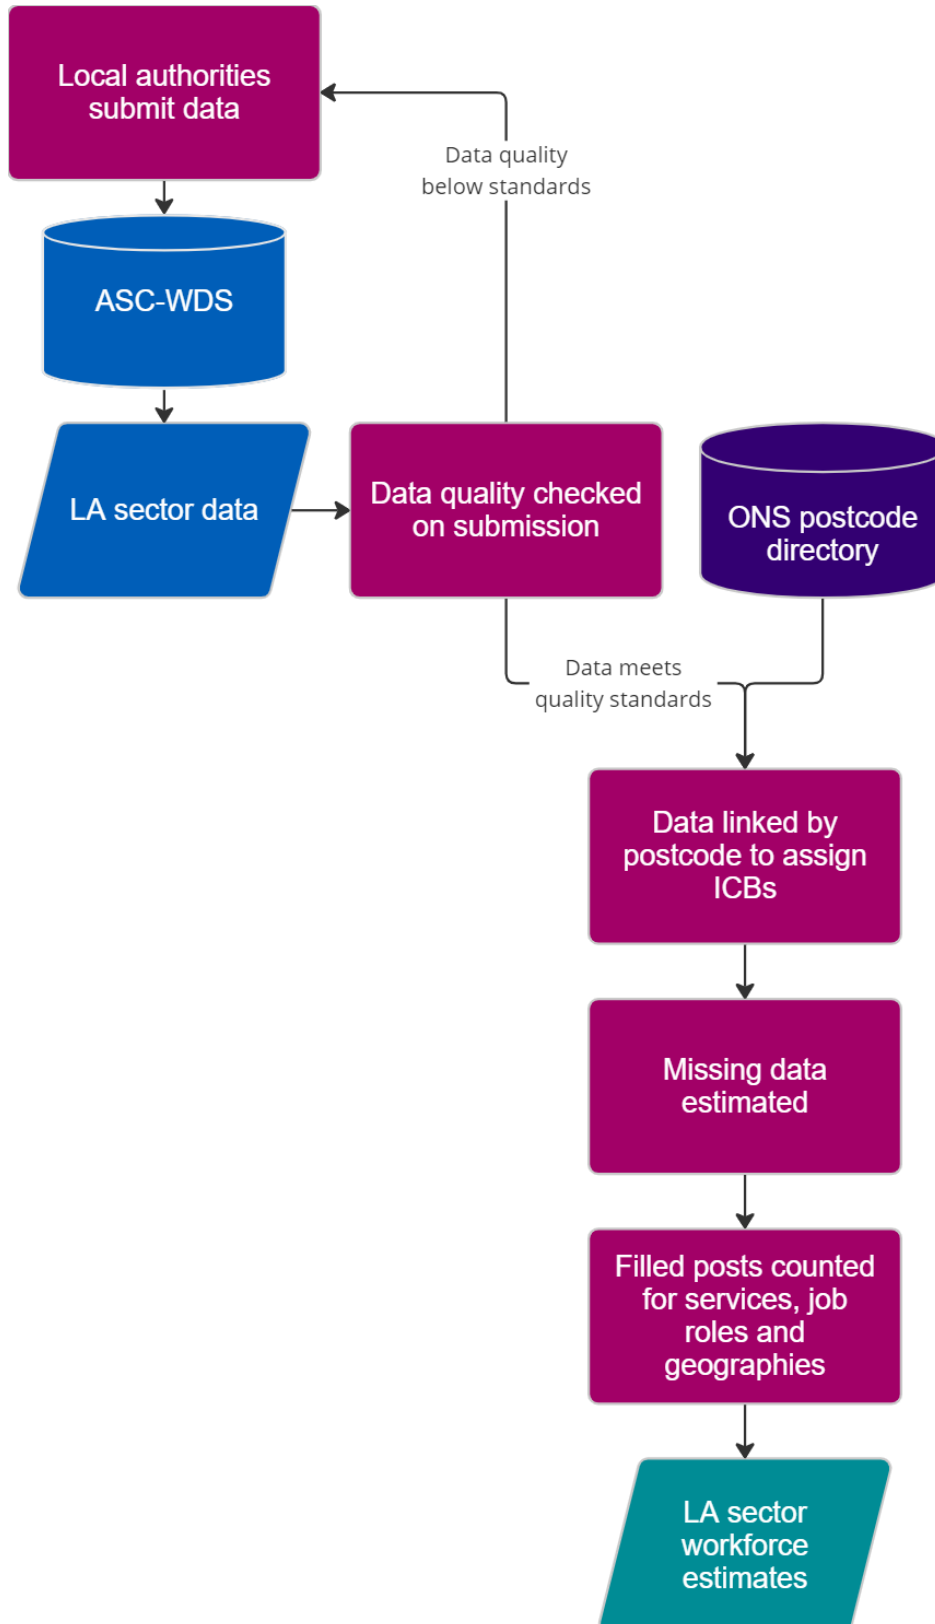 Local authorities
submit data
Data quality
below standards
ASC-WDS
LA sector data
Data quality checked
on submission
ONS postcode
directory
Data meets
quality standards
Data linked by
postcode to assign
ICBs
Missing data
estimated
Filled posts counted
for services, job
roles and
geographies
LA sector
workforce
estimates